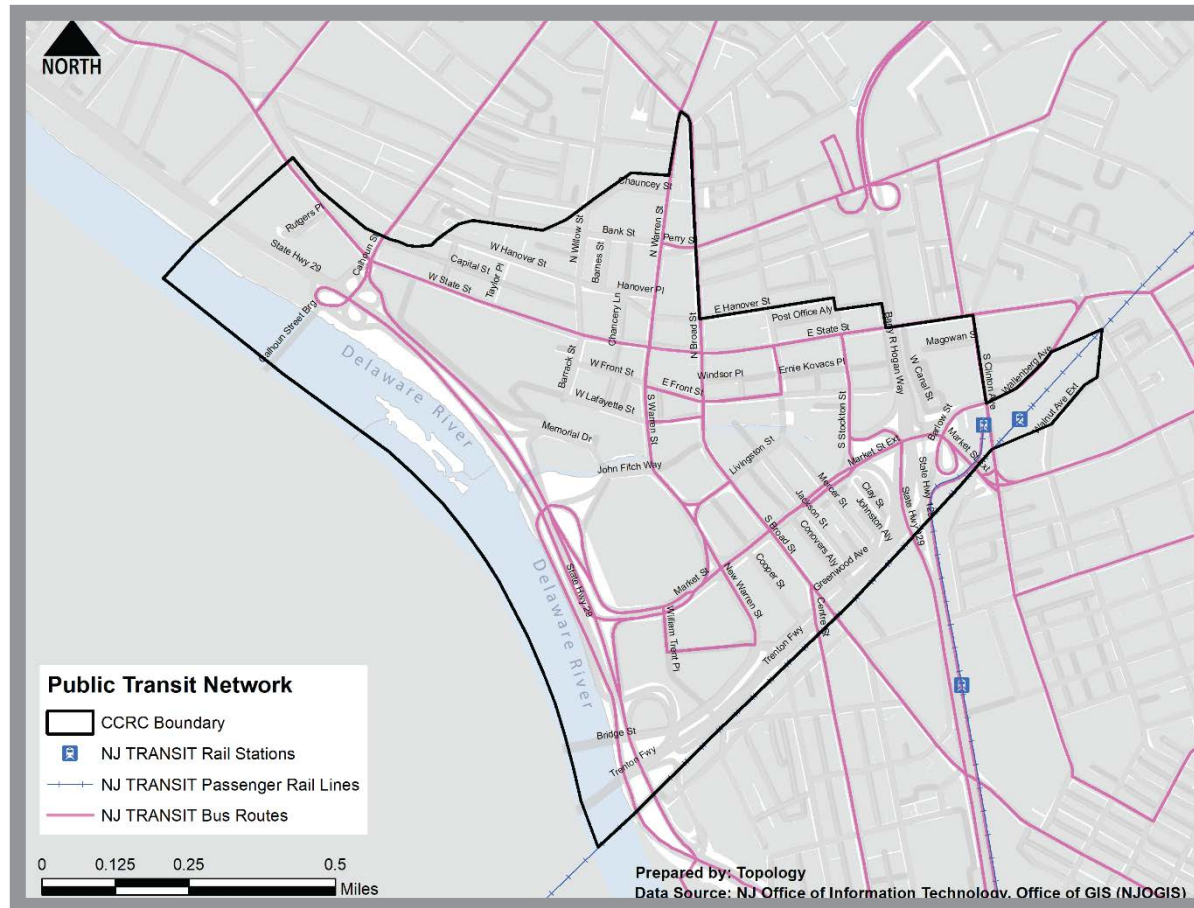 NORTH
Chauncey St
Rutgers Pl
N Willow St
Bank St
N Warren St
Perry St
State Hwy 29
Calhoun St
W Hanover St
Capital St
Taylor Pl
Barnes St
W State St
Hanover Pl
Chancery Ln
E Hanover St
Post Office Aly
Calhoun Street Brg
N Broad St
E State St
Barry R Hogan Way
Magowan St
S Clinton Ave
Wallenberg Ave
Delaware River
Barrack St
W Front St
E Front St
Windsor Pl
Ernie Kovacs Pl
W Canal St
Walnut Ave Ext
W Lafayette St
S Warren St
S Stockton St
Barlow St
Memorial Dr
Livingston St
Market St Ext
Market St Ext
John Fitch Way
Mercer St
Clay St
State Hwy 129
Jackson St
Johnston Aly
Conovers Aly
S Broad St
State Hwy 129
Greenwood Ave
Delaware River
State Hwy 29
Market St
New Warren St
Cooper St
Centre St
William Trent Pl
Trenton Fwy
Bridge St
Trenton Fwy
Public Transit Network
CCRC Boundary
NJ TRANSIT Rail Stations
NJ TRANSIT Passenger Rail Lines
NJ TRANSIT Bus Routes
0 0.125 0.25 0.5
Miles
Prepared by: Topology
Data Source: NJ Office of Information Technology, Office of GIS (NJOGIS)